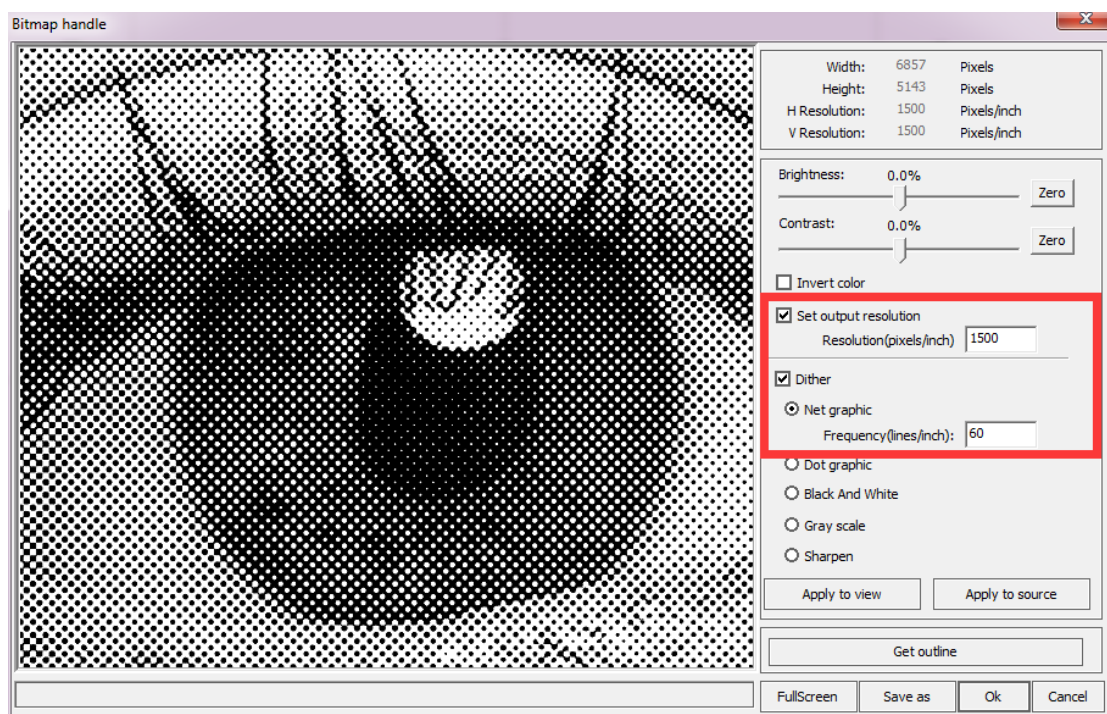 Bitmap handle
X
Width: 6857 Pixels
Height: 5143 Pixels
H Resolution: 1500 Pixels/inch
V Resolution: 1500 Pixels/inch
Brightness: 0.0%
Zero
Contrast: 0.0%
Zero
Invert color
Set output resolution
Resolution(pixels/inch) 1500
Dither
Net graphic
Frequency(lines/inch): 60
Dot graphic
Black And White
Gray scale
Sharpen
Apply to view Apply to source
Get outline
FullScreen Save as Ok Cancel